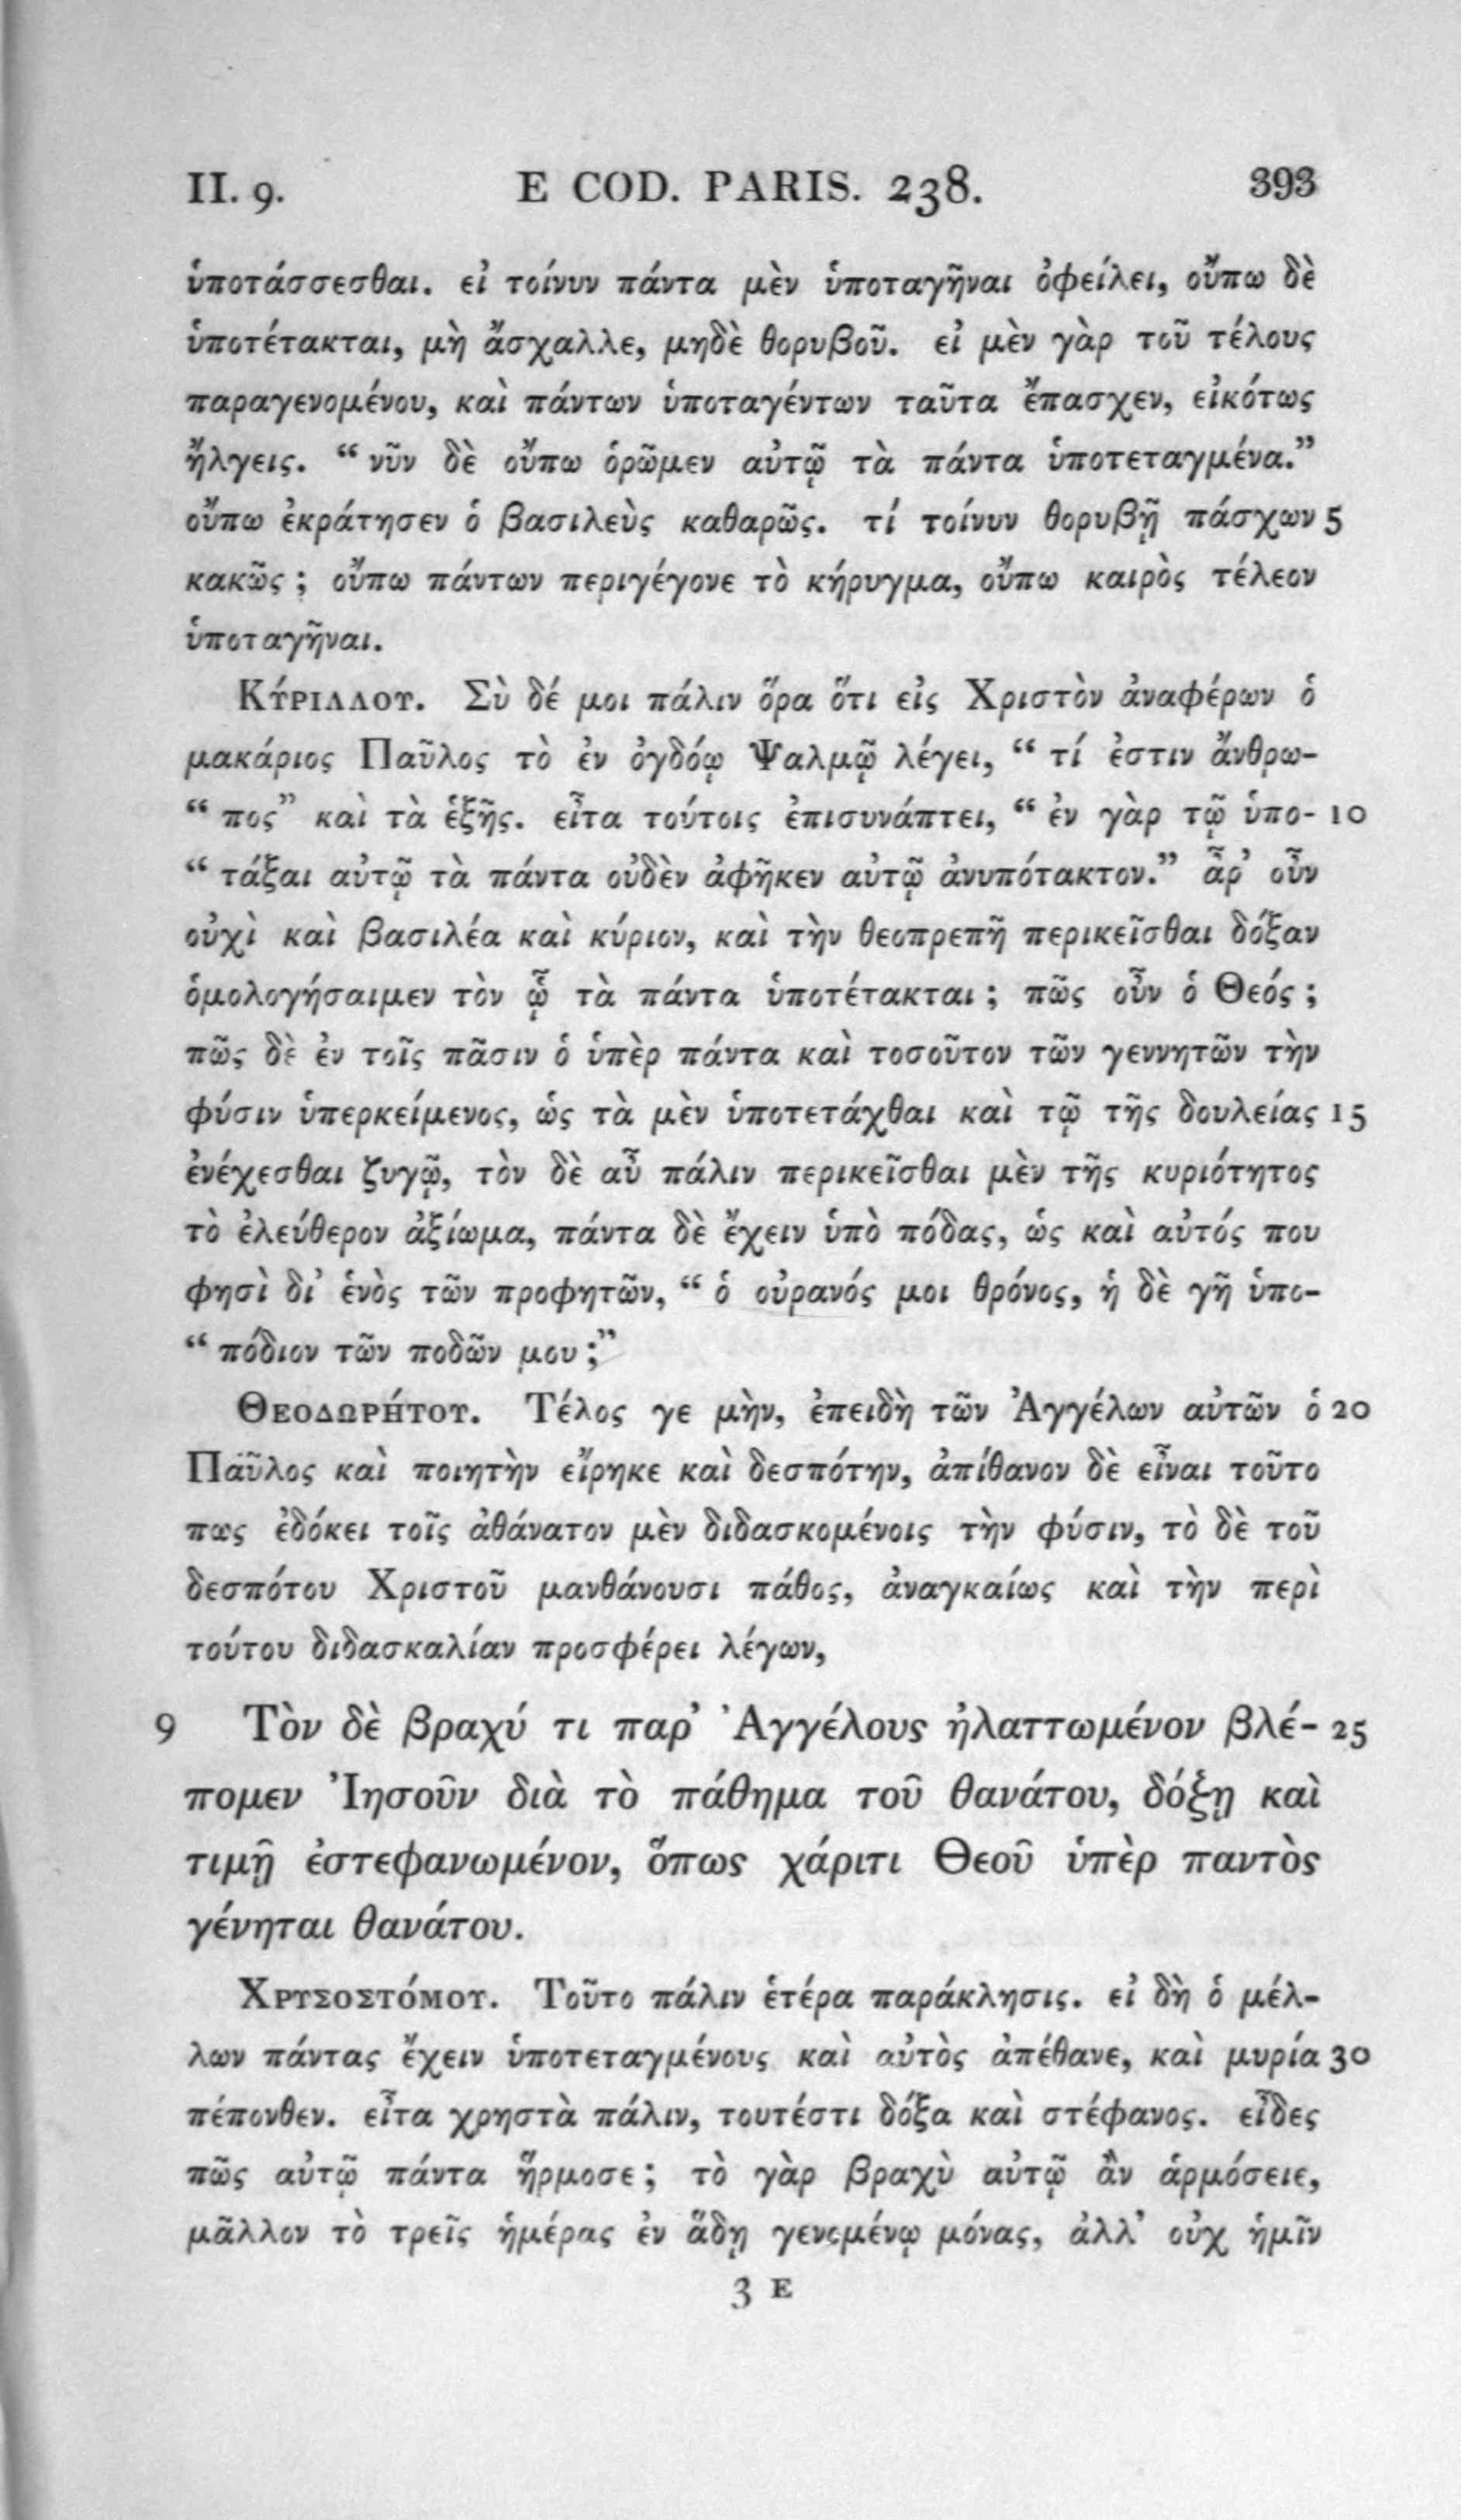 II. 9. E COD. PARIS. 238. 393
ὑποτάσσεσθαι. εἰ τοίνυν πάντα μὲν ὑποταγῆναι ὀφείλει, οὔπω δὲ
ὑποτέτακται, μὴ ἄσχαλλε, μηδὲ θορυβοῦ. εἰ μὲν γὰρ τοῦ τέλους
παραγενομένου, καὶ πάντων ὑποταγέντων ταῦτα ἔπασχεν, εἰκότως
ἤλγεις. “ νῦν δὲ οὔπω ὁρῶμεν αὐτῷ τὰ πάντα ὑποτεταγμένα.”
οὔπω ἐκράτησεν ὁ βασιλεὺς καθαρῶς. τί τοίνυν θορυβῇ πάσχων 5
κακῶς ; οὔπω πάντων περιγέγονε τὸ κήρυγμα, οὔπω καιρὸς τέλεον
ὑποταγῆναι.
ΚΎΡΙΛΛΟΥ. Σὺ δέ μοι πάλιν ὅρα ὅτι εἰς Χριστὸν ἀναφέρων ὁ
μακάριος Παῦλος τὸ ἐν ὀγδόῳ Ψαλμῷ λέγει, “ τί ἐστιν ἄνθρω-
“ πος” καὶ τὰ ἑξῆς. εἶτα τούτοις ἐπισυνάπτει, “ ἐν γὰρ τῷ ὑπο- 10
“ τάξαι αὐτῷ τὰ πάντα οὐδὲν ἀφῆκεν αὐτῷ ἀνυπότακτον.” ἆρ’ οὖν
οὐχὶ καὶ βασιλέα καὶ κύριον, καὶ τὴν θεοπρεπῆ περικεῖσθαι δόξαν
ὁμολογήσαιμεν τὸν ᾧ τὰ πάντα ὑποτέτακται ; πῶς οὖν ὁ Θεός ;
πῶς δὲ ἐν τοῖς πᾶσιν ὁ ὑπὲρ πάντα καὶ τοσοῦτον τῶν γεννητῶν τὴν
φύσιν ὑπερκείμενος, ὡς τὰ μὲν ὑποτετάχθαι καὶ τῷ τῆς δουλείας 15
ἐνέχεσθαι ζυγῷ, τὸν δὲ αὖ πάλιν περικεῖσθαι μὲν τῆς κυριότητος
τὸ ἐλεύθερον ἀξίωμα, πάντα δὲ ἔχειν ὑπὸ πόδας, ὡς καὶ αὐτός που
φησὶ δι’ ἑνὸς τῶν προφητῶν, “ ὁ οὐρανός μοι θρόνος, ἡ δὲ γῆ ὑπο-
“ πόδιον τῶν ποδῶν μου ;”
ΘΕΟΔΩΡΉΤΟΥ. Τέλος γε μὴν, ἐπειδὴ τῶν Ἀγγέλων αὐτῶν ὁ 20
Παῦλος καὶ ποιητὴν εἴρηκε καὶ δεσπότην, ἀπίθανον δὲ εἶναι τοῦτο
πως ἐδόκει τοῖς ἀθάνατον μὲν διδασκομένοις τὴν φύσιν, τὸ δὲ τοῦ
δεσπότου Χριστοῦ μανθάνουσι πάθος, ἀναγκαίως καὶ τὴν περὶ
τούτου διδασκαλίαν προσφέρει λέγων,
9 Τὸν δὲ βραχύ τι παρ’ Ἀγγέλους ἠλαττωμένον βλέ- 25
πομεν Ἰησοῦν διὰ τὸ πάθημα τοῦ θανάτου, δόξῃ καὶ
τιμῇ ἐστεφανωμένον, ὅπως χάριτι Θεοῦ ὑπὲρ παντὸς
γένηται θανάτου.
ΧΡΥΣΟΣΤΌΜΟΥ. Τοῦτο πάλιν ἑτέρα παράκλησις. εἰ δὴ ὁ μέλ-
λων πάντας ἔχειν ὑποτεταγμένους καὶ αὐτὸς ἀπέθανε, καὶ μυρία 30
πέπονθεν. εἶτα χρηστὰ πάλιν, τουτέστι δόξα καὶ στέφανος. εἶδες
πῶς αὐτῷ πάντα ἥρμοσε ; τὸ γὰρ βραχὺ αὐτῷ ἂν ἁρμόσειε,
μᾶλλον τὸ τρεῖς ἡμέρας ἐν ἅδῃ γενομένῳ μόνας, ἀλλ’ οὐχ ἡμῖν
3 E